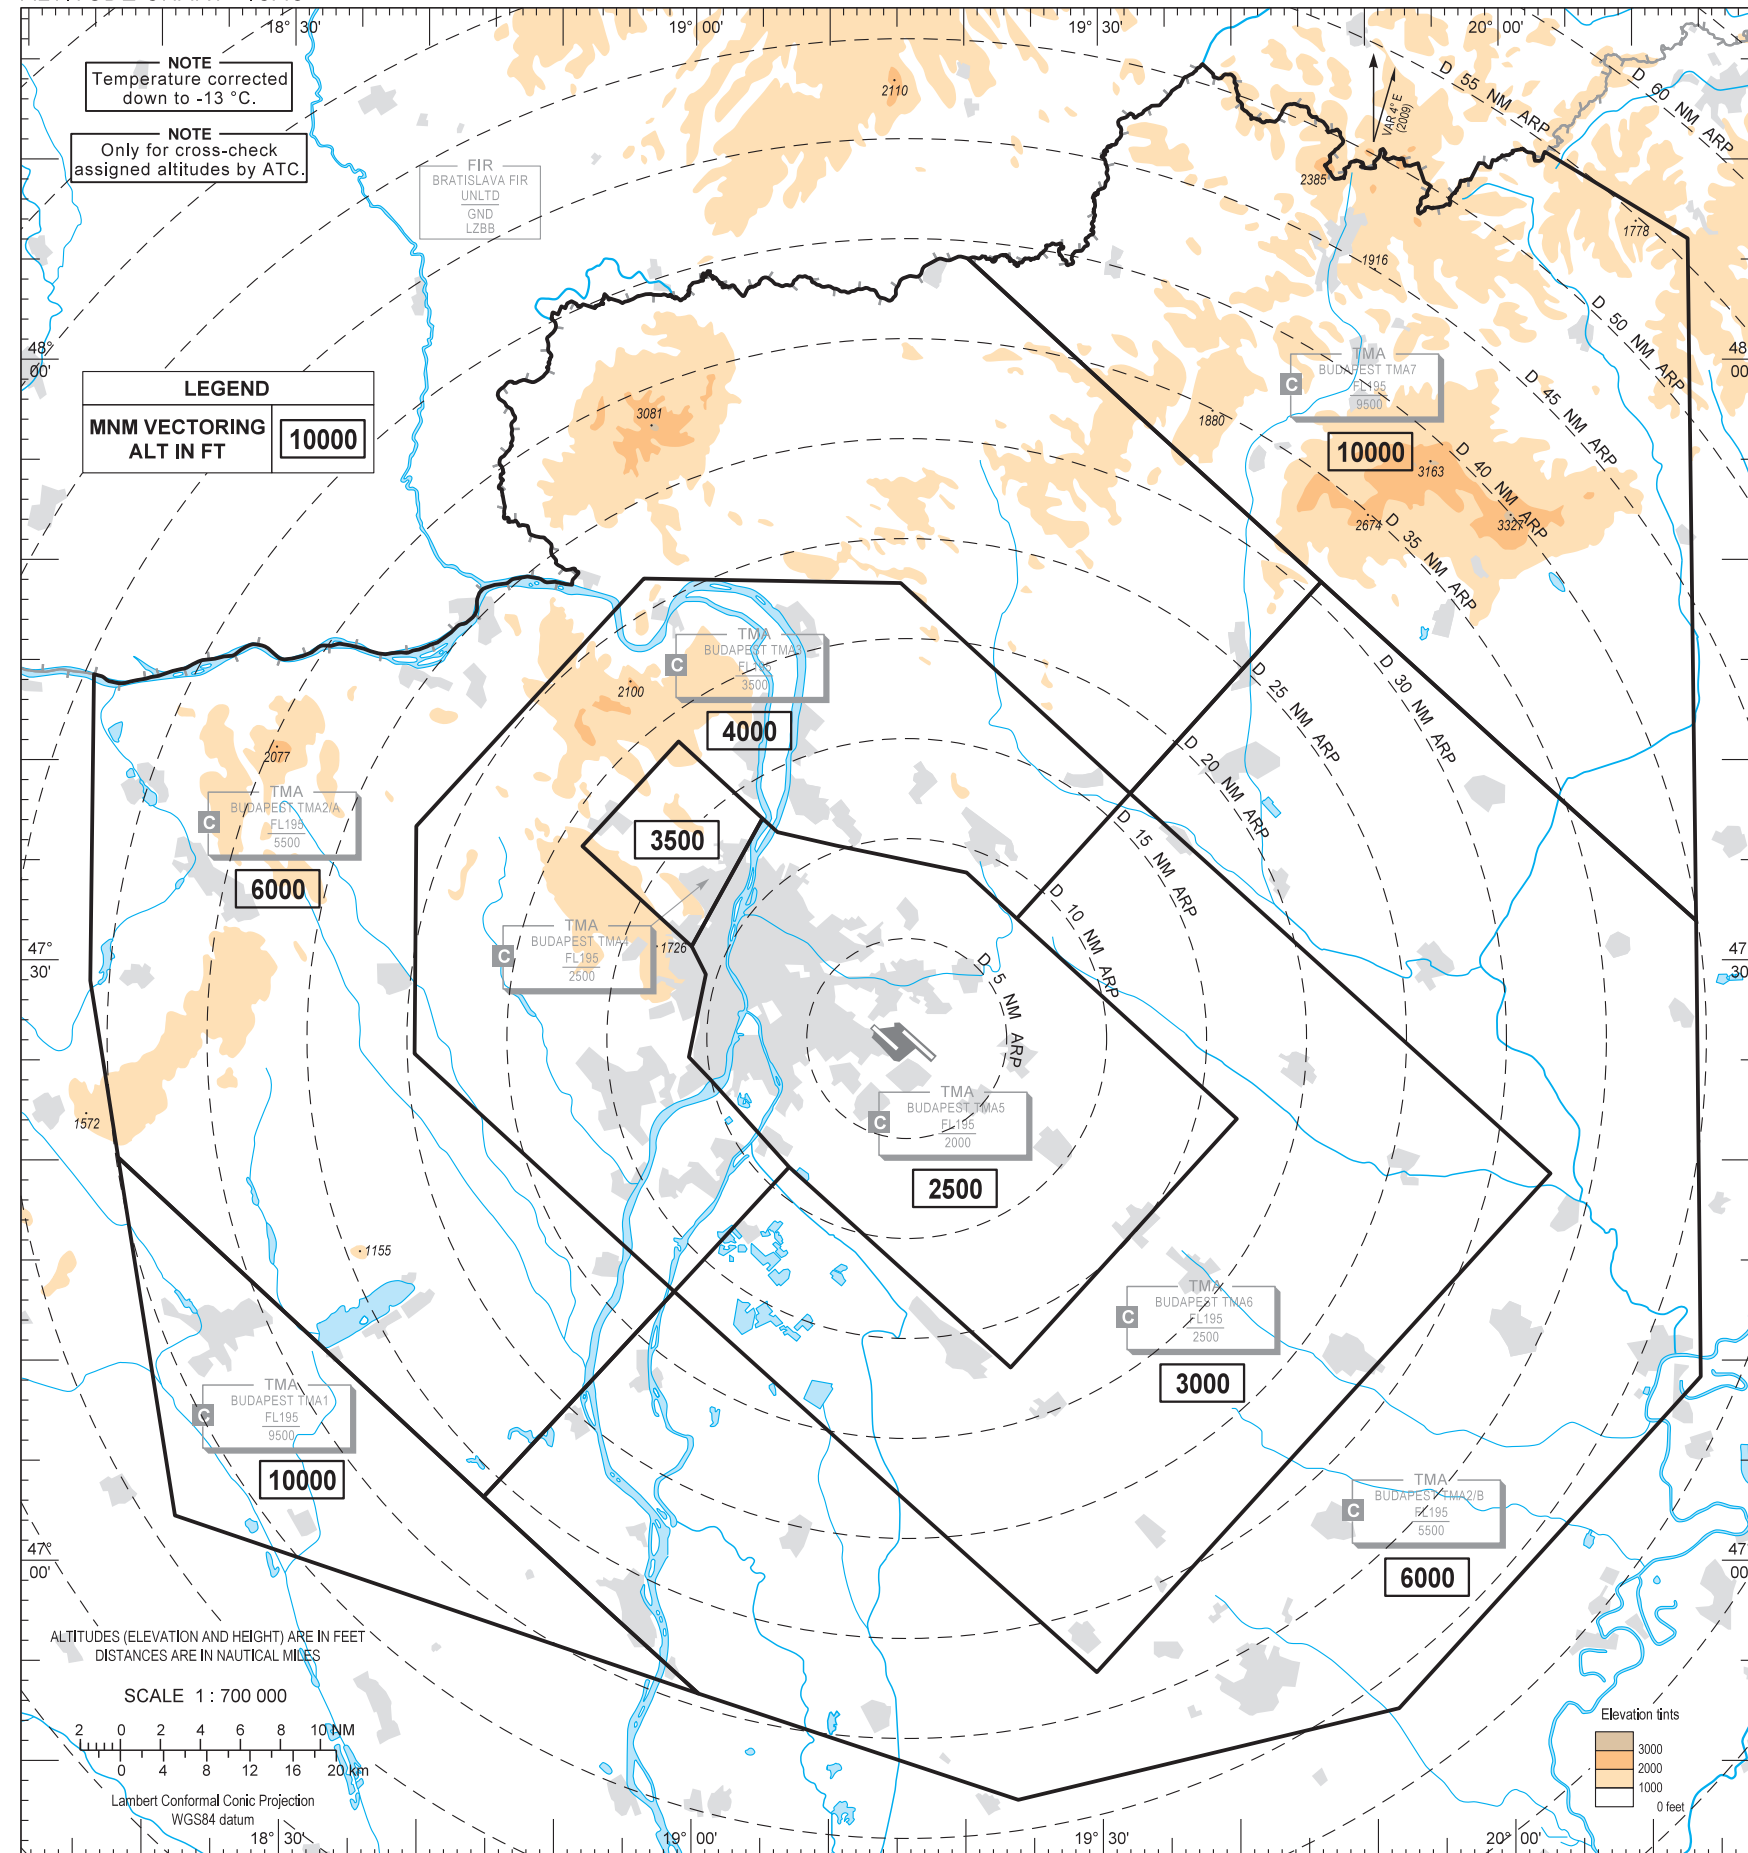 18° 30'
19° 00'
19° 30'
20° 00'
NOTE
Temperature corrected
down to -13 °C.
NOTE
Only for cross-check
assigned altitudes by ATC.
FIR
BRATISLAVA FIR
UNLTD
GND
LZBB
2110
VAR 4° E
(2009)
D 55 NM ARP
D 60 NM ARP
2385
1778
1916
D 50 NM ARP
48°
00'
48
00
LEGEND
MNM VECTORING
ALT IN FT
10000
3081
1880
TMA
BUDAPEST TMA7
FL195
9500
C
10000
D 45 NM ARP
D 40 NM ARP
3163
2674
3327
D 35 NM ARP
TMA
BUDAPEST TMA3
FL195
3500
C
4000
2100
D 30 NM ARP
D 25 NM ARP
D 20 NM ARP
2077
TMA
BUDAPEST TMA2/A
FL195
5500
C
6000
3500
D 15 NM ARP
D 10 NM ARP
TMA
BUDAPEST TMA4
FL195
2500
C
1726
47°
30'
47
30
D 5 NM ARP
1572
TMA
BUDAPEST TMA5
FL195
2000
C
2500
1155
TMA
BUDAPEST TMA6
FL195
2500
C
3000
TMA
BUDAPEST TMA1
FL195
9500
C
10000
TMA
BUDAPEST TMA2/B
FL195
5500
C
6000
47°
00'
47
00
ALTITUDES (ELEVATION AND HEIGHT) ARE IN FEET
DISTANCES ARE IN NAUTICAL MILES
SCALE 1 : 700 000
2 0 2 4 6 8 10 NM
0 4 8 12 16 20 km
Lambert Conformal Conic Projection
WGS84 datum
Elevation tints
3000
2000
1000
0 feet
18° 30'
19° 00'
19° 30'
20° 00'